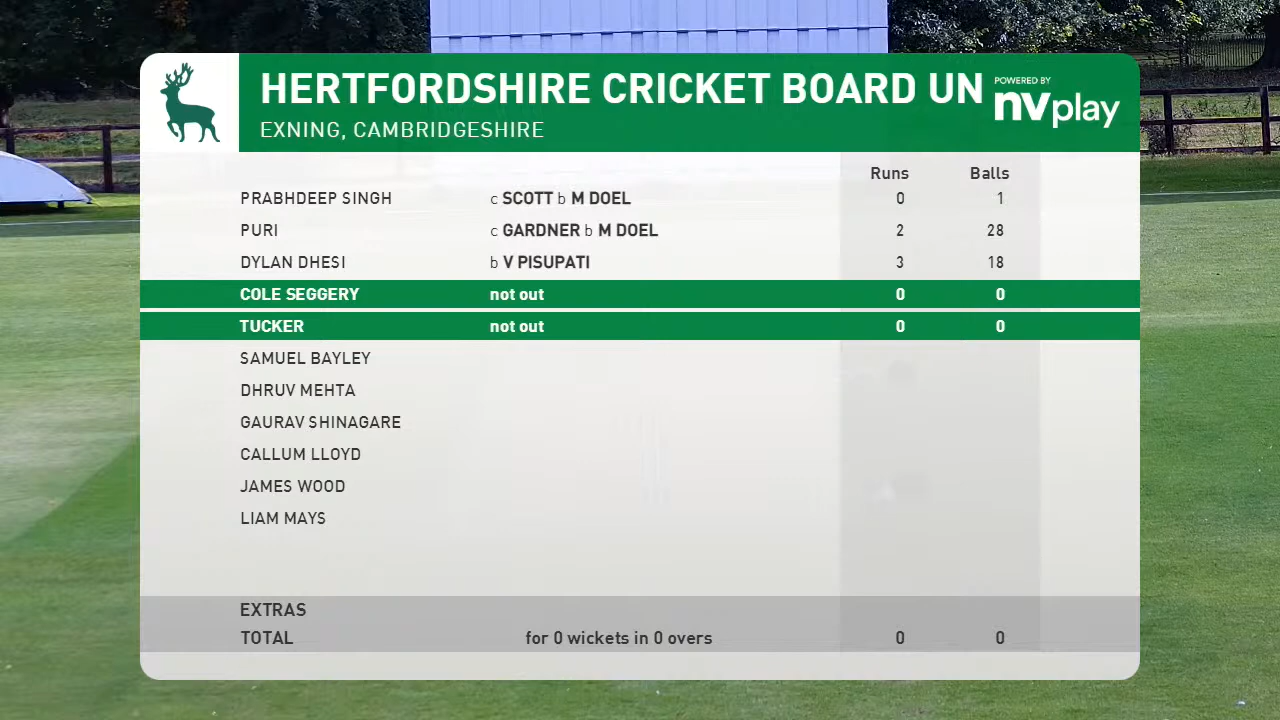 HERTFORDSHIRE CRICKET BOARD UN
POWERED BY
nvplay
EXNING, CAMBRIDGESHIRE
Runs Balls
PRABHDEEP SINGH c SCOTT b M DOEL 0 1
PURI c GARDNER b M DOEL 2 28
DYLAN DHESI b V PISUPATI 3 18
COLE SEGGERY not out 0 0
TUCKER not out 0 0
SAMUEL BAYLEY
DHRUV MEHTA
GAURAV SHINAGARE
CALLUM LLOYD
JAMES WOOD
LIAM MAYS
EXTRAS
TOTAL for 0 wickets in 0 overs 0 0